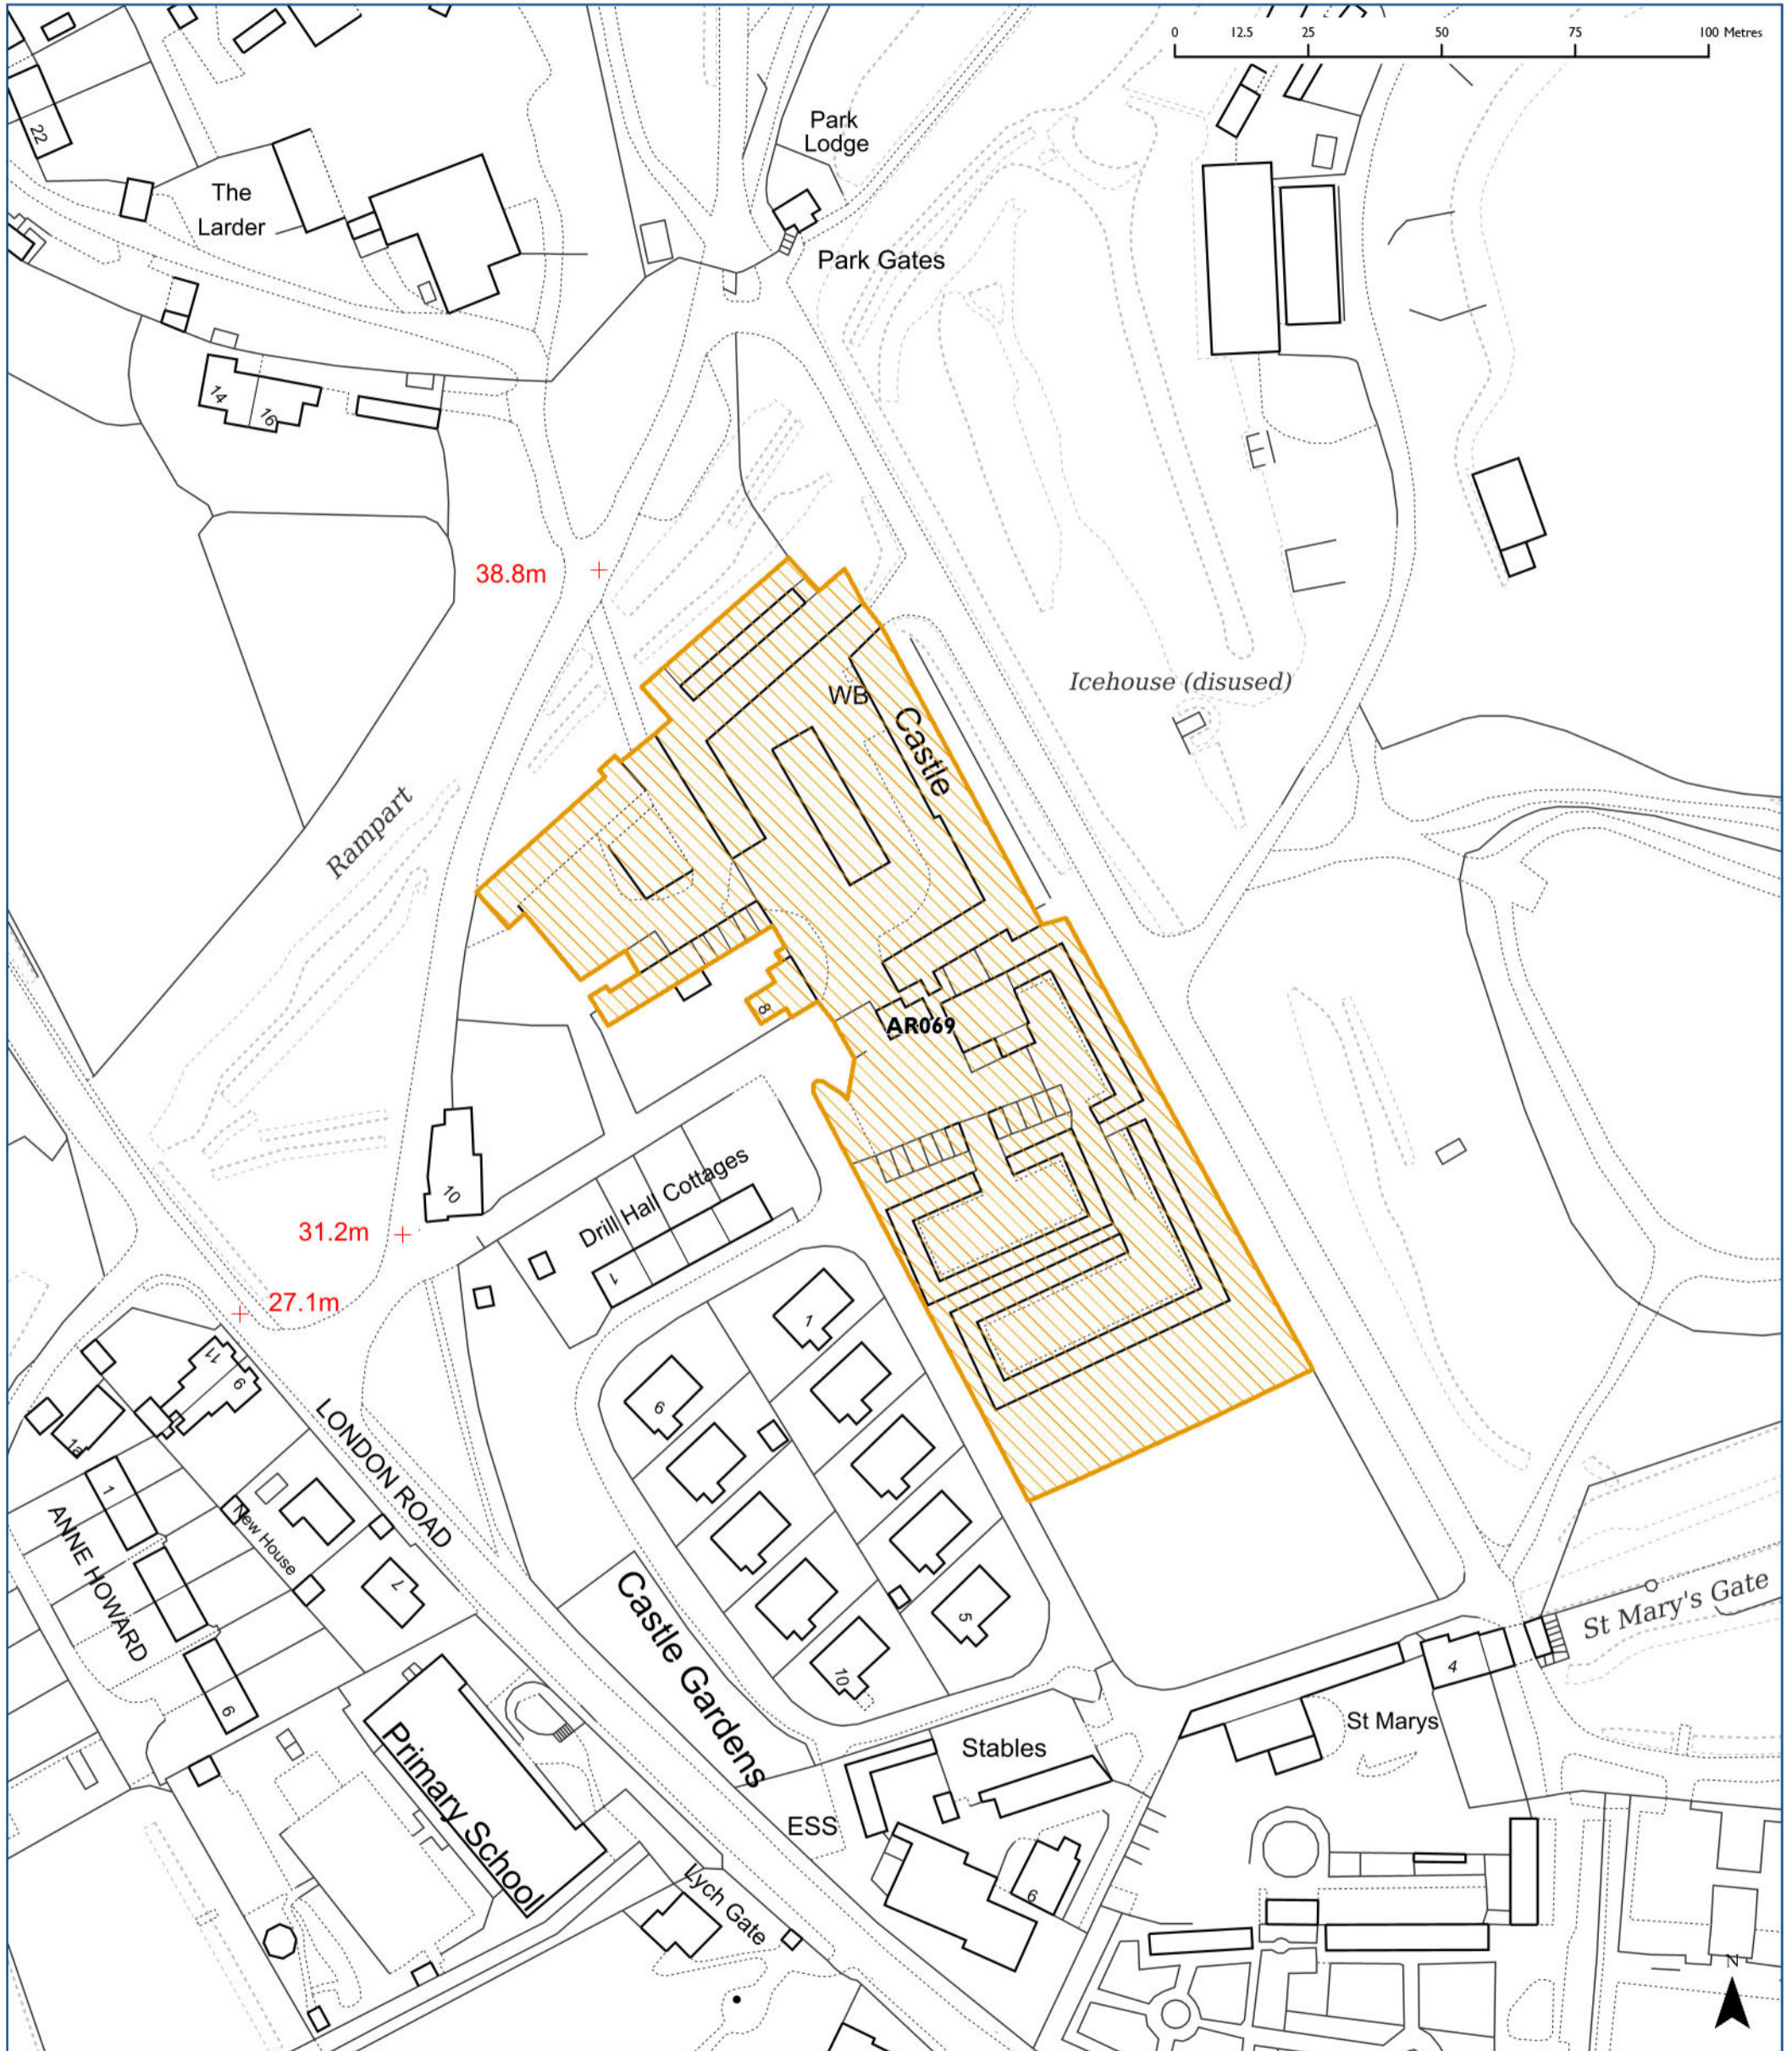 0 12.5 25 50 75 100 Metres
22
The
Larder
Park
Lodge
Park Gates
14
16
38.8m
WB
Castle
Icehouse (disused)
Rampart
8
AR069
10
Drill Hall Cottages
1
31.2m
27.1m
11
9
1a
1
6
1
LONDON ROAD
New House
ANNE HOWARD
7
6
5
10
Castle Gardens
St Mary's Gate
4
St Marys
Stables
Primary School
ESS
6
Lych Gate
N